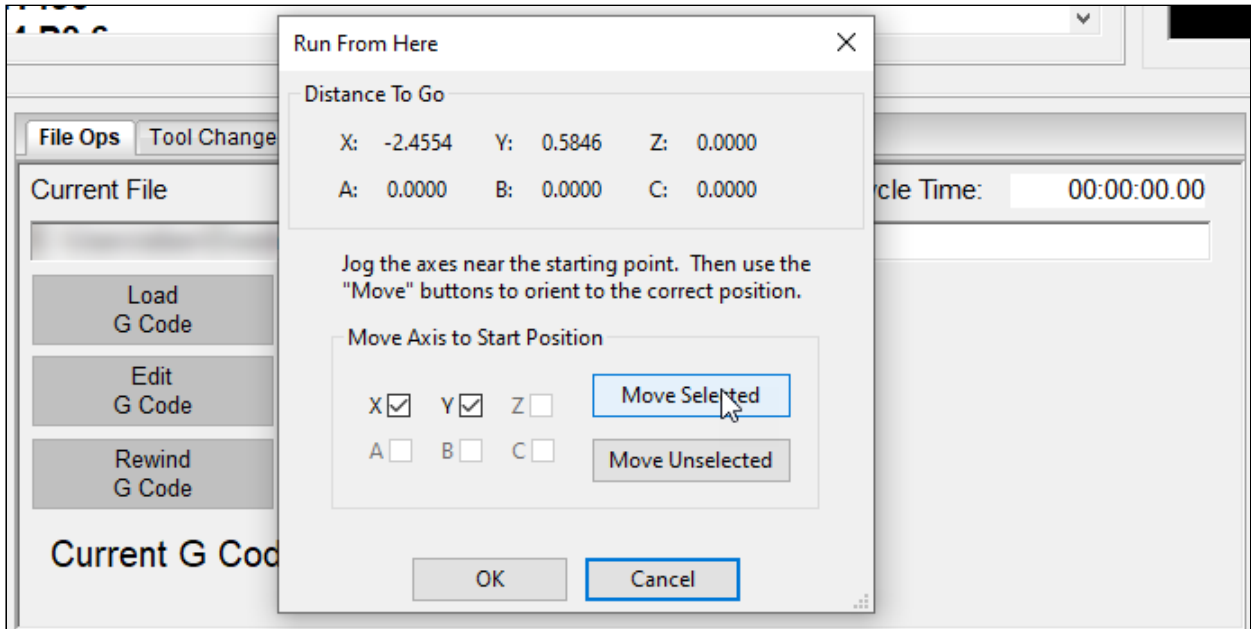 Run From Here
Distance To Go
X: -2.4554 Y: 0.5846 Z: 0.0000
A: 0.0000 B: 0.0000 C: 0.0000
File Ops Tool Change
Current File
cle Time: 00:00:00.00
Jog the axes near the starting point. Then use the
"Move" buttons to orient to the correct position.
Load
G Code
Move Axis to Start Position
Edit
G Code
X Y Z Move Selected
A B C Move Unselected
Rewind
G Code
Current G Cod
OK Cancel